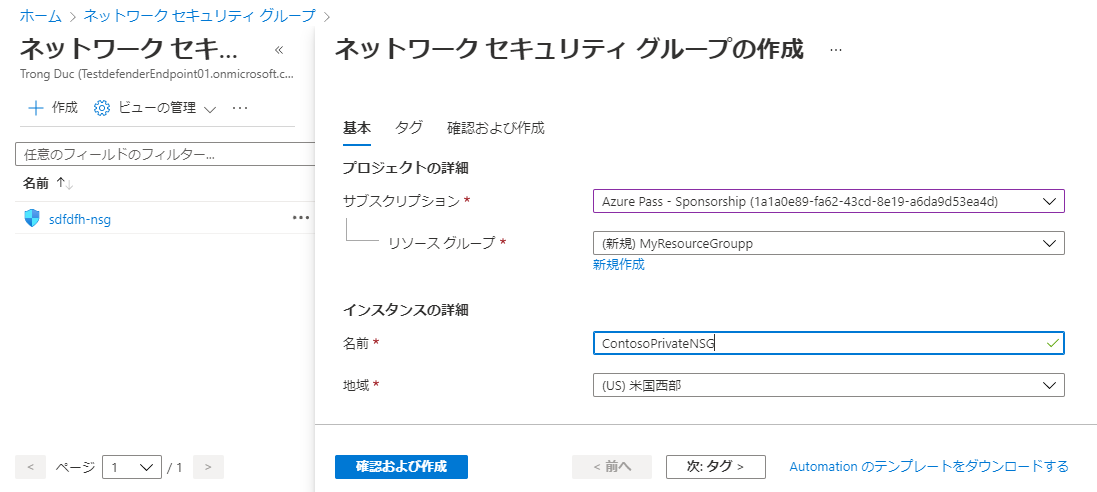 ホーム > ネットワーク セキュリティ グループ >
ネットワーク セキ... «
Trong Duc (TestdefenderEndpoint01.onmicrosoft.c...
+ 作成 ビューの管理 ...
任意のフィールドのフィルター...
名前 ↑↓
sdfdfh-nsg ...
< ページ 1 / 1 >
ネットワーク セキュリティ グループの作成 ...
基本 タグ 確認および作成
プロジェクトの詳細
サブスクリプション * Azure Pass - Sponsorship (1a1a0e89-fa62-43cd-8e19-a6da9d53ea4d)
リソース グループ * (新規) MyResourceGroupp
新規作成
インスタンスの詳細
名前 * ContosoPrivateNSG
地域 * (US) 米国西部
確認および作成 < 前へ 次: タグ > Automation のテンプレートをダウンロードする